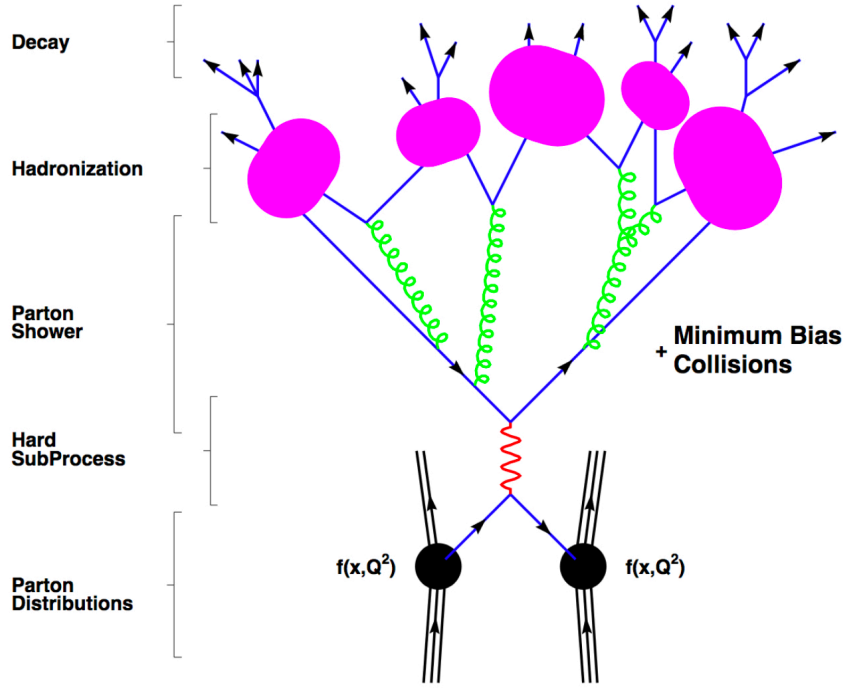 Decay
Hadronization
Parton
Shower
+ Minimum Bias
Collisions
Hard
SubProcess
f(x,Q²)
f(x,Q²)
Parton
Distributions